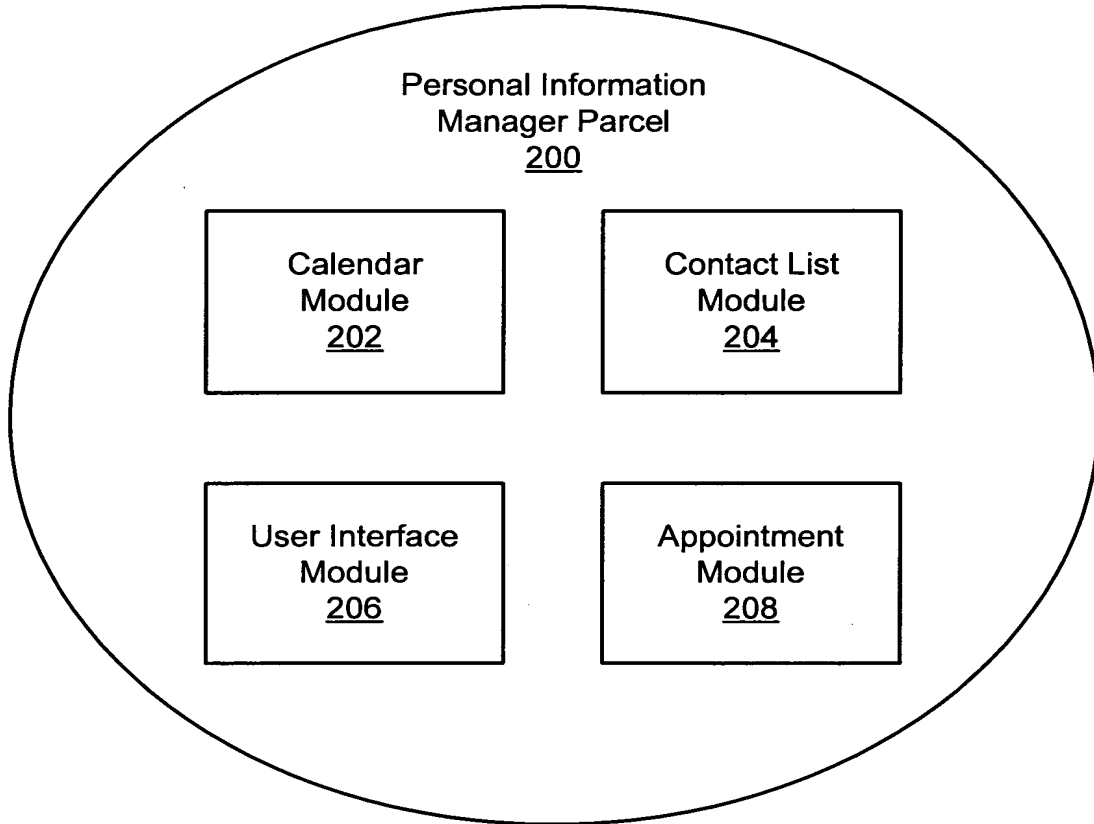 Personal Information
Manager Parcel
200
Calendar
Module
202
Contact List
Module
204
User Interface
Module
206
Appointment
Module
208